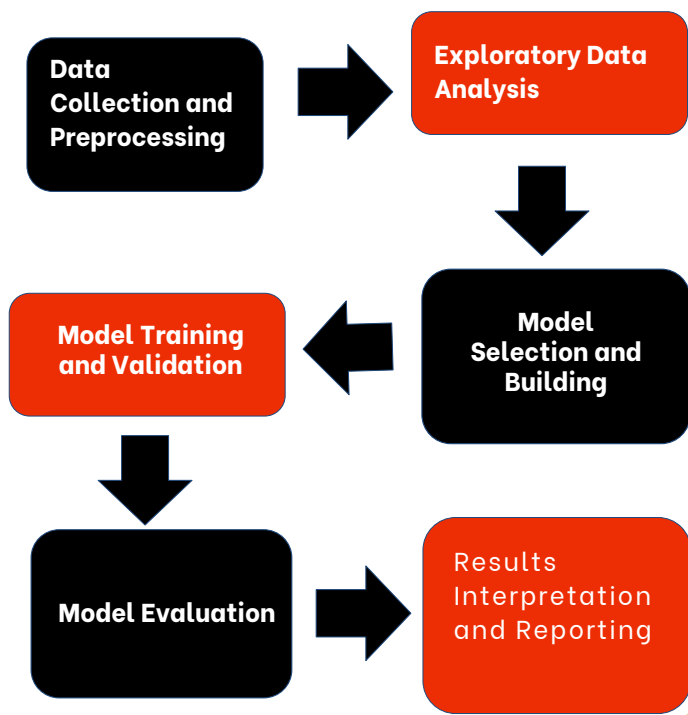 Data
Collection and
Preprocessing
Exploratory Data
Analysis
Model
Selection and
Building
Model Training
and Validation
Model Evaluation
Results
Interpretation
and Reporting